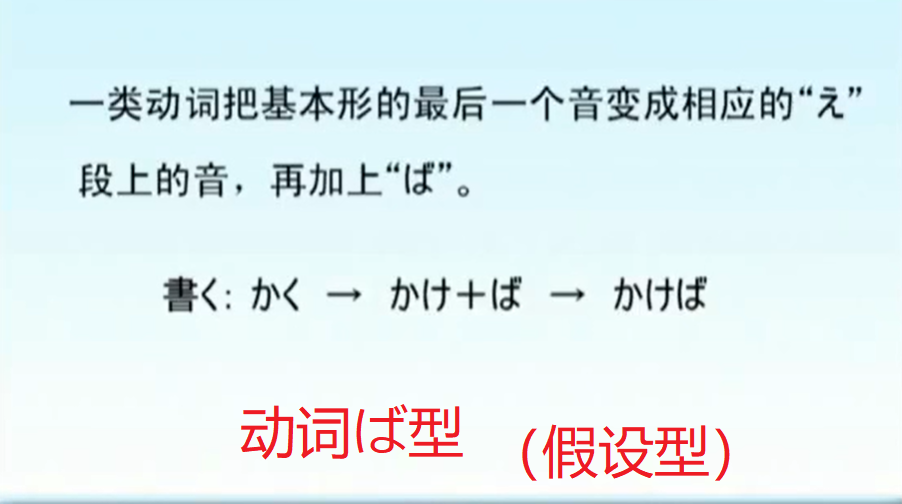 一类动词把基本形的最后一个音变成相应的“え”
段上的音，再加上“ば”。
書く: かく → かけ＋ば → かけば
动词ば型 （假设型）